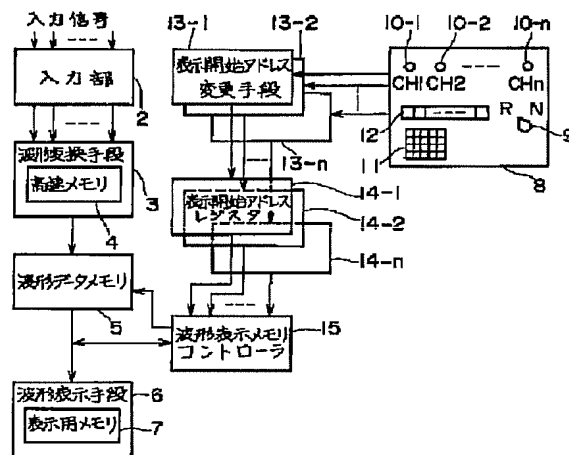 入力信号
入力部
2
波形変換手段
高速メモリ
3
4
波形データメモリ
5
波形表示手段
表示用メモリ
6
7
13-1
13-2
表示開始アドレス
変更手段
13-n
14-1
表示開始アドレス
レジスタ
14-2
14-n
波形表示メモリ
コントローラ
15
10-1
10-2
10-n
CH1
CH2
CHn
R
N
12
9
11
8